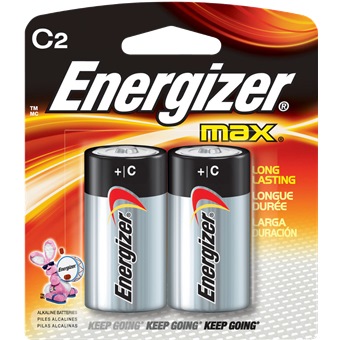 C2
Energizer®
TM
MC
max®
LONG
LASTING
LONGUE
DURÉE
LARGA
DURACIÓN
+|C
Energizer
+|C
Energizer
Energizer
ALKALINE BATTERIES
PILES ALCALINES
PILAS ALCALINAS
KEEP GOING® KEEP GOING® KEEP GOING®